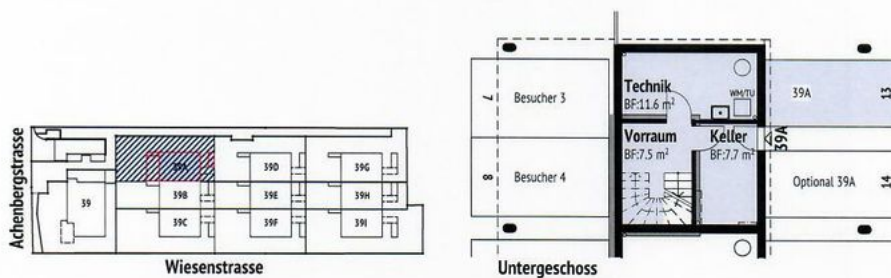 Achenbergstrasse
39
39A
39B
39C
39D
39E
39F
39G
39H
39I
Wiesenstrasse
7
Besucher 3
8
Besucher 4
Technik
BF:11.6 m²
WM/TU
Vorraum
BF:7.5 m²
Keller
BF:7.7 m²
39A
39A
13
Optional 39A
14
Untergeschoss